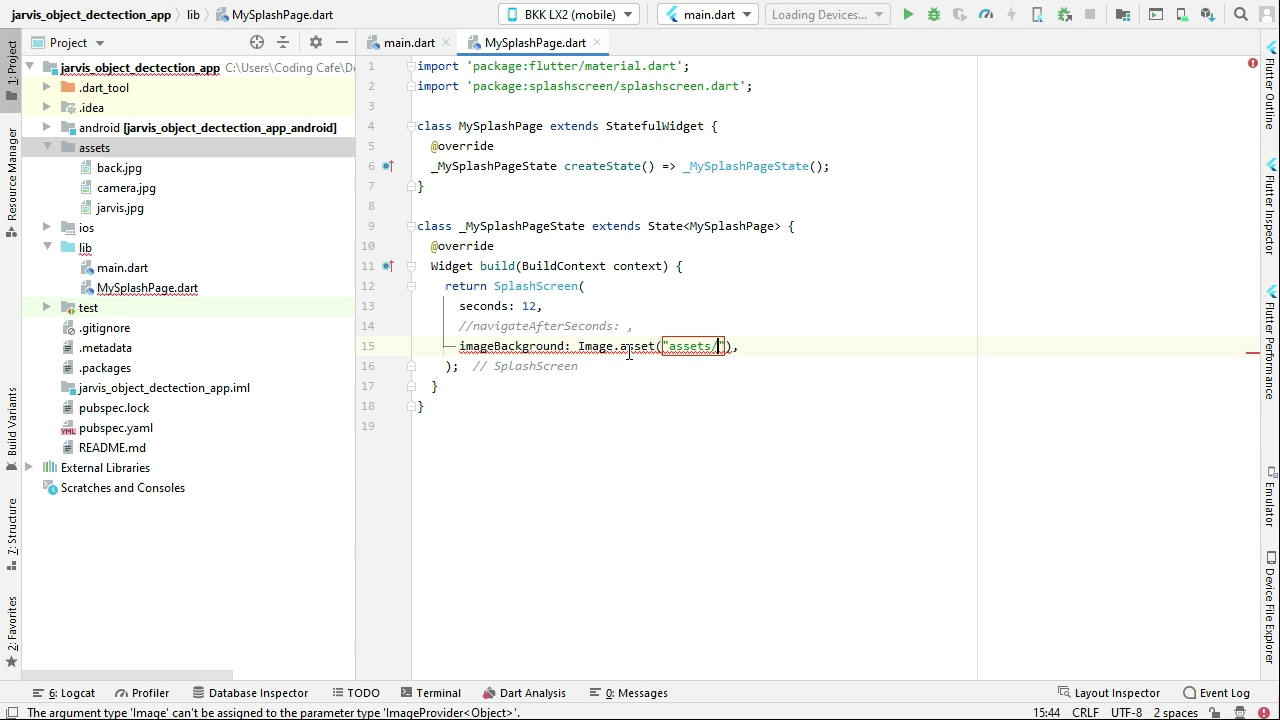 jarvis_object_dectection_app lib MySplashPage.dart BKK LX2 (mobile) main.dart Loading Devices...
Project main.dart MySplashPage.dart
jarvis_object_dectection_app C:\Users\Coding Cafe\De
.dart_tool
.idea
android [jarvis_object_dectection_app_android]
assets
back.jpg
camera.jpg
jarvis.jpg
ios
lib
main.dart
MySplashPage.dart
test
.gitignore
.metadata
.packages
jarvis_object_dectection_app.iml
pubspec.lock
pubspec.yaml
README.md
External Libraries
Scratches and Consoles
1: Project
Resource Manager
Build Variants
7: Structure
2: Favorites
1 import 'package:flutter/material.dart';
2 import 'package:splashscreen/splashscreen.dart';
3
4 class MySplashPage extends StatefulWidget {
5 @override
6 _MySplashPageState createState() => _MySplashPageState();
7 }
8
9 class _MySplashPageState extends State<MySplashPage> {
10 @override
11 Widget build(BuildContext context) {
12 return SplashScreen(
13 seconds: 12,
14 //navigateAfterSeconds: ,
15 imageBackground: Image.asset("assets/"),
16 ); // SplashScreen
17 }
18 }
19
Flutter Outline
Flutter Inspector
Flutter Performance
Emulator
Device File Explorer
6: Logcat Profiler Database Inspector TODO Terminal Dart Analysis 0: Messages Layout Inspector Event Log
The argument type 'Image' can't be assigned to the parameter type 'ImageProvider<Object>'. 15:44 CRLF UTF-8 2 spaces